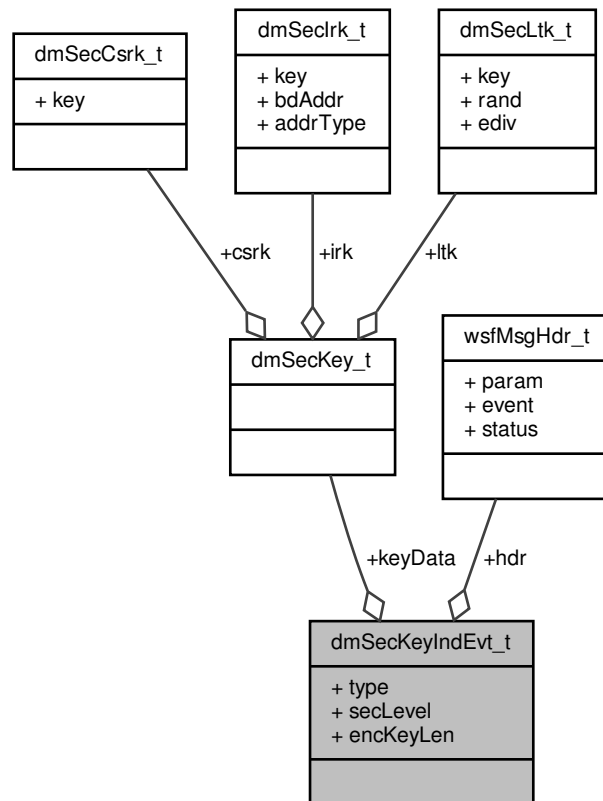 dmSecCsrk_t
+ key
dmSecIrk_t
+ key
+ bdAddr
+ addrType
dmSecLtk_t
+ key
+ rand
+ ediv
+csrk
+irk
+ltk
dmSecKey_t
wsfMsgHdr_t
+ param
+ event
+ status
+keyData
+hdr
dmSecKeyIndEvt_t
+ type
+ secLevel
+ encKeyLen